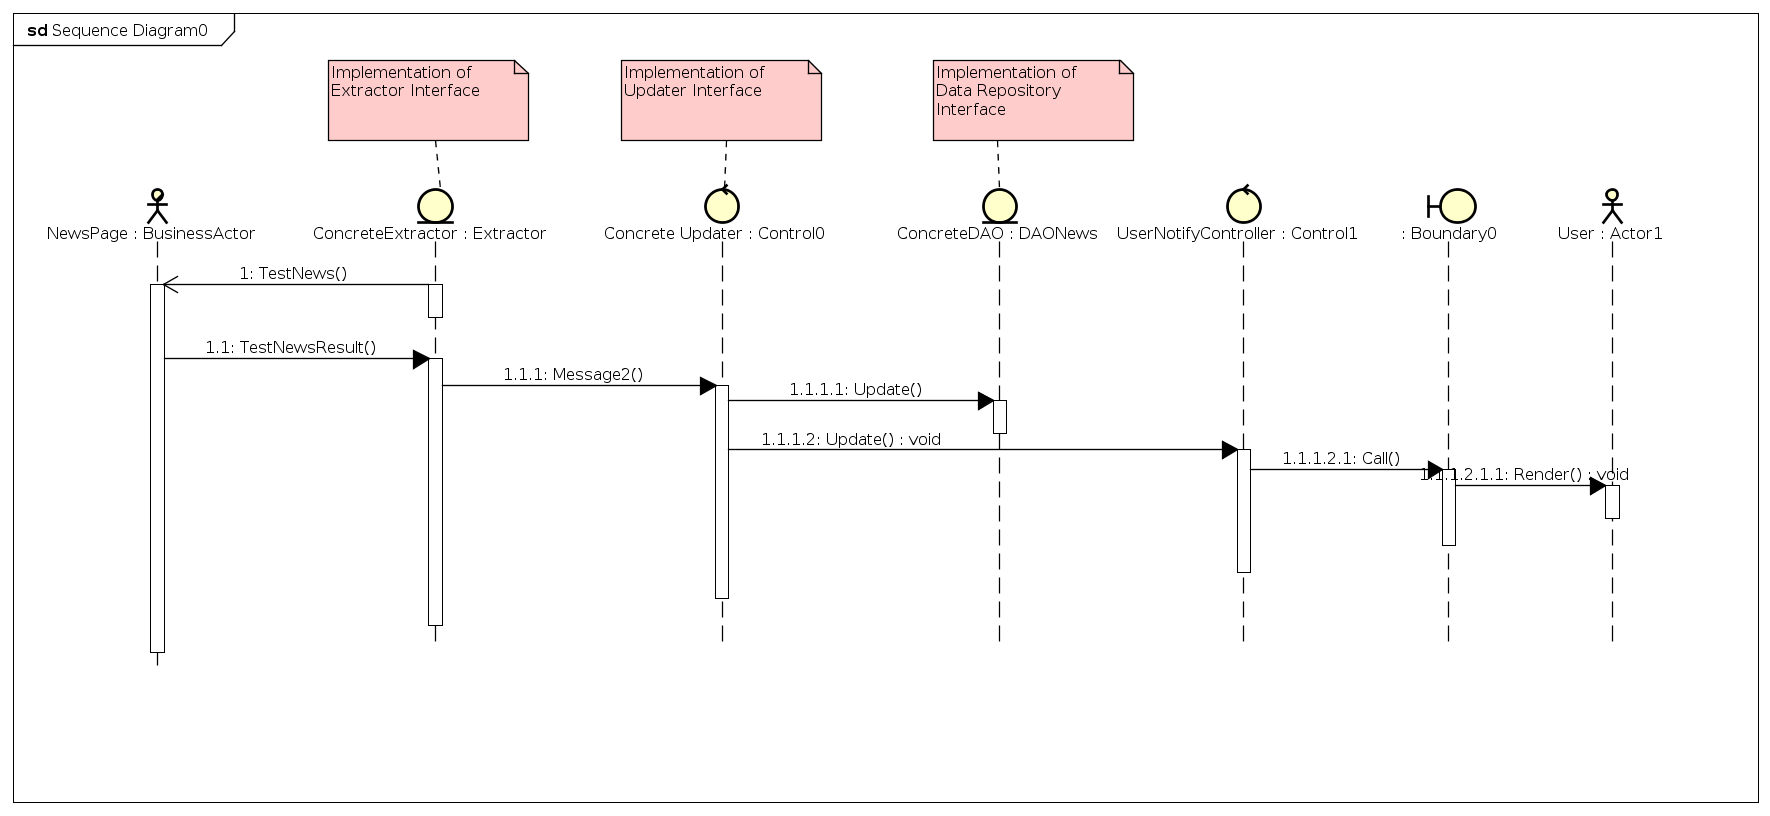 sd Sequence Diagram0
Implementation of
Extractor Interface
Implementation of
Updater Interface
Implementation of
Data Repository
Interface
NewsPage : BusinessActor
ConcreteExtractor : Extractor
Concrete Updater : Control0
ConcreteDAO : DAONews
UserNotifyController : Control1
: Boundary0
User : Actor1
1: TestNews()
1.1: TestNewsResult()
1.1.1: Message2()
1.1.1.1: Update()
1.1.1.2: Update() : void
1.1.1.2.1: Call()
1.1.1.2.1.1: Render() : void